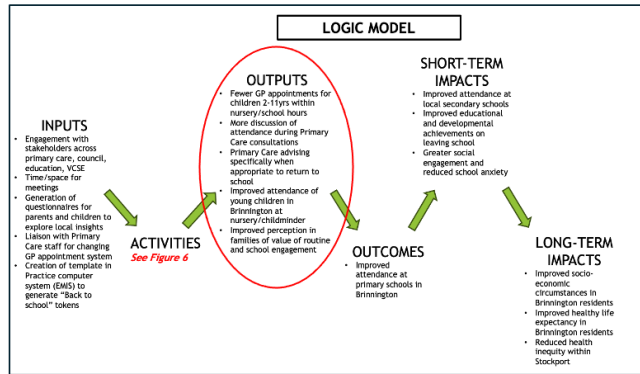 LOGIC MODEL
INPUTS
• Engagement with
stakeholders across
primary care, council,
education, VCSE
• Time/space for
meetings
• Generation of
questionnaires for
parents and children to
explore local insights
• Liaison with Primary
Care staff for changing
GP appointment system
• Creation of template in
Practice computer
system (EMIS) to
generate “Back to
school” tokens
ACTIVITIES
See Figure 6
OUTPUTS
• Fewer GP appointments for
children 2-11yrs within
nursery/school hours
• More discussion of
attendance during Primary
Care consultations
• Primary Care advising
specifically when
appropriate to return to
school
• Improved attendance of
young children in
Brinnington at
nursery/childminder
• Improved perception in
families of value of routine
and school engagement
OUTCOMES
• Improved
attendance at
primary schools in
Brinnington
SHORT-TERM
IMPACTS
• Improved attendance at
local secondary schools
• Improved educational
and developmental
achievements on
leaving school
• Greater social
engagement and
reduced school anxiety
LONG-TERM
IMPACTS
• Improved socio-
economic
circumstances in
Brinnington residents
• Improved healthy life
expectancy in
Brinnington residents
• Reduced health
inequity within
Stockport